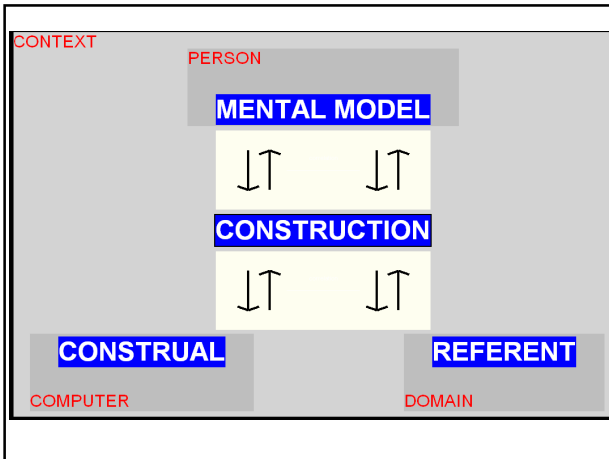 CONTEXT
PERSON
MENTAL MODEL
CONSTRUCTION
CONSTRUAL
REFERENT
COMPUTER
DOMAIN